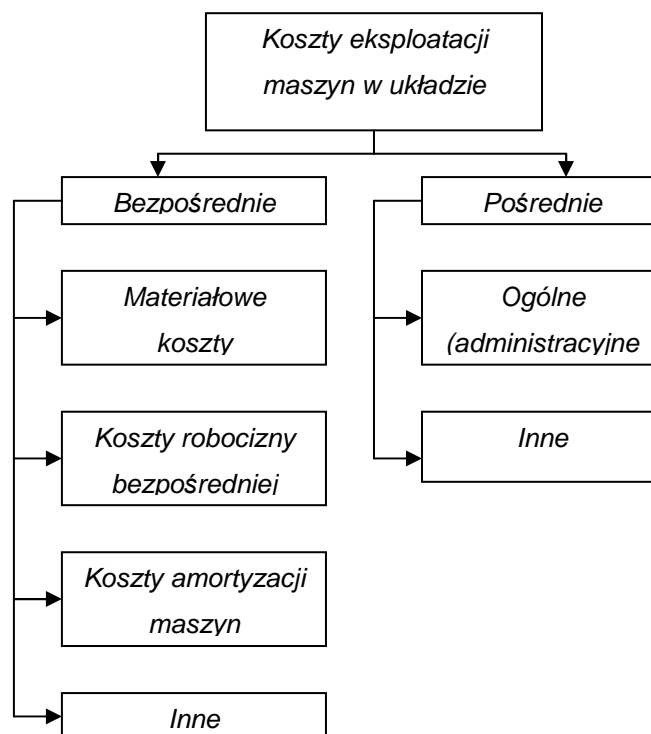 Koszty eksploatacji
maszyn w układzie
Bezpośrednie
Pośrednie
Materiałowe
koszty
Ogólne
(administracyjne
Koszty robocizny
bezpośredniej
Inne
Koszty amortyzacji
maszyn
Inne